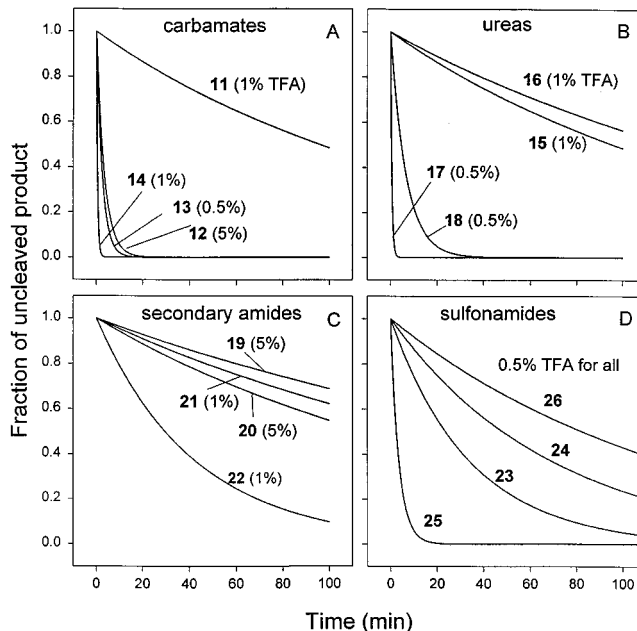 carbamates A
11 (1% TFA)
14 (1%)
13 (0.5%)
12 (5%)
1.0
0.8
0.6
0.4
0.2
0.0
ureas B
16 (1% TFA)
15 (1%)
17 (0.5%)
18 (0.5%)
secondary amides C
19 (5%)
21 (1%)
20 (5%)
22 (1%)
1.0
0.8
0.6
0.4
0.2
0.0
0 20 40 60 80 100
sulfonamides D
0.5% TFA for all
26
24
23
25
0 20 40 60 80 100
Fraction of uncleaved product
Time (min)